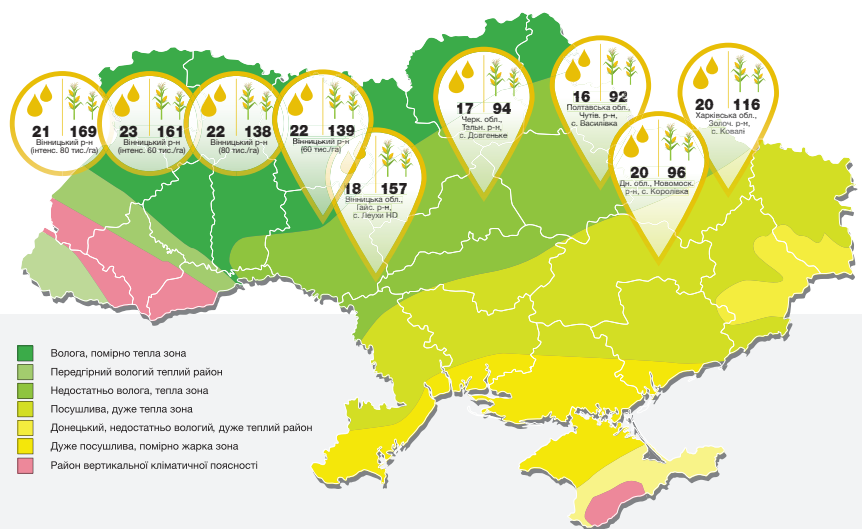 21 169
Вінницький р-н
(інтенс. 80 тис./га)
23 161
Вінницький р-н
(інтенс. 60 тис./га)
22 138
Вінницький р-н
(80 тис./га)
22 139
Вінницький р-н
(60 тис./га)
18 157
Вінницька обл.,
Гайс. р-н,
с. Леухи HD
17 94
Черк. обл.,
Тальн. р-н,
с. Довгеньке
16 92
Полтавська обл.,
Чутів. р-н,
с. Василівка
20 96
Дн. обл., Новомоск.
р-н, с. Королівка
20 116
Харківська обл.,
Золоч. р-н,
с. Ковалі
Волога, помірно тепла зона
Передгірний вологий теплий район
Недостатньо волога, тепла зона
Посушлива, дуже тепла зона
Донецький, недостатньо вологий, дуже теплий район
Дуже посушлива, помірно жарка зона
Район вертикальної кліматичної поясності